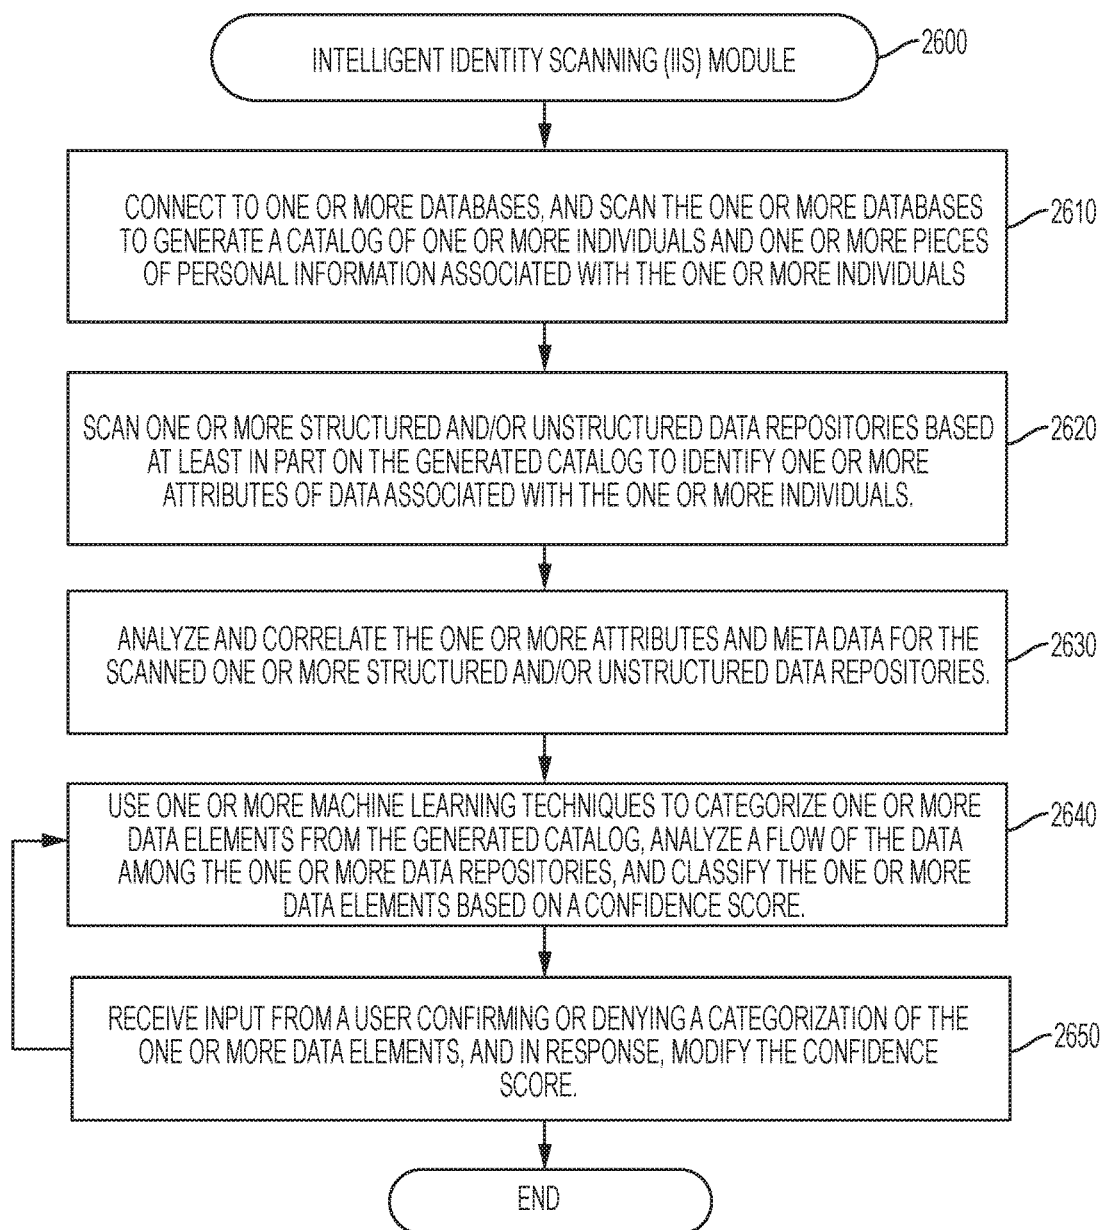 INTELLIGENT IDENTITY SCANNING (IIS) MODULE
2600
CONNECT TO ONE OR MORE DATABASES, AND SCAN THE ONE OR MORE DATABASES
TO GENERATE A CATALOG OF ONE OR MORE INDIVIDUALS AND ONE OR MORE PIECES
OF PERSONAL INFORMATION ASSOCIATED WITH THE ONE OR MORE INDIVIDUALS
2610
SCAN ONE OR MORE STRUCTURED AND/OR UNSTRUCTURED DATA REPOSITORIES BASED
AT LEAST IN PART ON THE GENERATED CATALOG TO IDENTIFY ONE OR MORE
ATTRIBUTES OF DATA ASSOCIATED WITH THE ONE OR MORE INDIVIDUALS.
2620
ANALYZE AND CORRELATE THE ONE OR MORE ATTRIBUTES AND META DATA FOR THE
SCANNED ONE OR MORE STRUCTURED AND/OR UNSTRUCTURED DATA REPOSITORIES.
2630
USE ONE OR MORE MACHINE LEARNING TECHNIQUES TO CATEGORIZE ONE OR MORE
DATA ELEMENTS FROM THE GENERATED CATALOG, ANALYZE A FLOW OF THE DATA
AMONG THE ONE OR MORE DATA REPOSITORIES, AND CLASSIFY THE ONE OR MORE
DATA ELEMENTS BASED ON A CONFIDENCE SCORE.
2640
RECEIVE INPUT FROM A USER CONFIRMING OR DENYING A CATEGORIZATION OF THE
ONE OR MORE DATA ELEMENTS, AND IN RESPONSE, MODIFY THE CONFIDENCE
SCORE.
2650
END